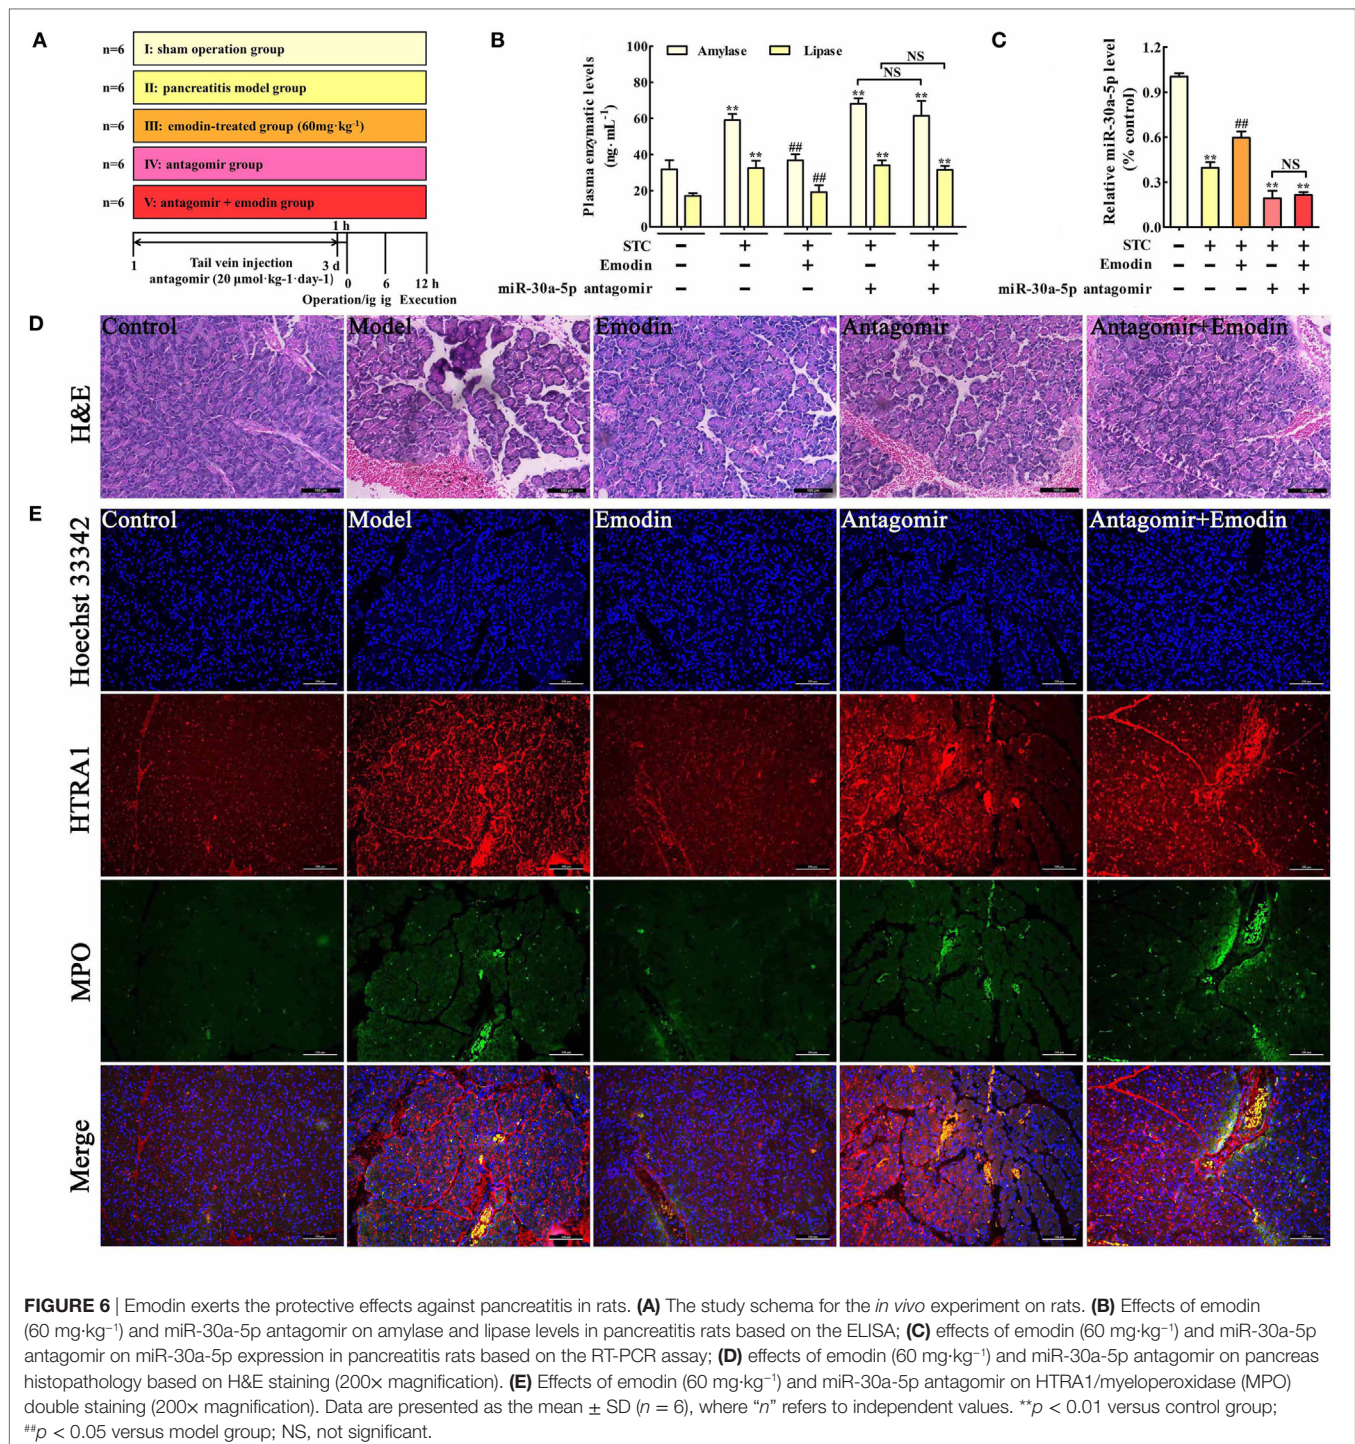 A
n=6 I: sham operation group
n=6 II: pancreatitis model group
n=6 III: emodin-treated group (60mg·kg⁻¹)
n=6 IV: antagomir group
n=6 V: antagomir + emodin group
1 h
1 Tail vein injection 3 d 0 6 12 h
antagomir (20 μmol·kg-1·day-1)
Operation/ig ig Execution
B
Plasma enzymatic levels
(ng·mL⁻¹)
100
80
60
40
20
0
Amylase Lipase
** ** ## ## ** ** ** **
NS
NS
STC − + + + +
Emodin − − + − +
miR-30a-5p antagomir − − − + +
C
Relative miR-30a-5p level
(% control)
1.2
0.9
0.6
0.3
0.0
** ## ** **
NS
STC − + + + +
Emodin − − + − +
miR-30a-5p antagomir − − − + +
D
Control Model Emodin Antagomir Antagomir+Emodin
H&E
E
Control Model Emodin Antagomir Antagomir+Emodin
Hoechst 33342
HTRA1
MPO
Merge
FIGURE 6 | Emodin exerts the protective effects against pancreatitis in rats. (A) The study schema for the in vivo experiment on rats. (B) Effects of emodin
(60 mg·kg⁻¹) and miR-30a-5p antagomir on amylase and lipase levels in pancreatitis rats based on the ELISA; (C) effects of emodin (60 mg·kg⁻¹) and miR-30a-5p
antagomir on miR-30a-5p expression in pancreatitis rats based on the RT-PCR assay; (D) effects of emodin (60 mg·kg⁻¹) and miR-30a-5p antagomir on pancreas
histopathology based on H&E staining (200× magnification). (E) Effects of emodin (60 mg·kg⁻¹) and miR-30a-5p antagomir on HTRA1/myeloperoxidase (MPO)
double staining (200× magnification). Data are presented as the mean ± SD (n = 6), where “n” refers to independent values. **p < 0.01 versus control group;
##p < 0.05 versus model group; NS, not significant.